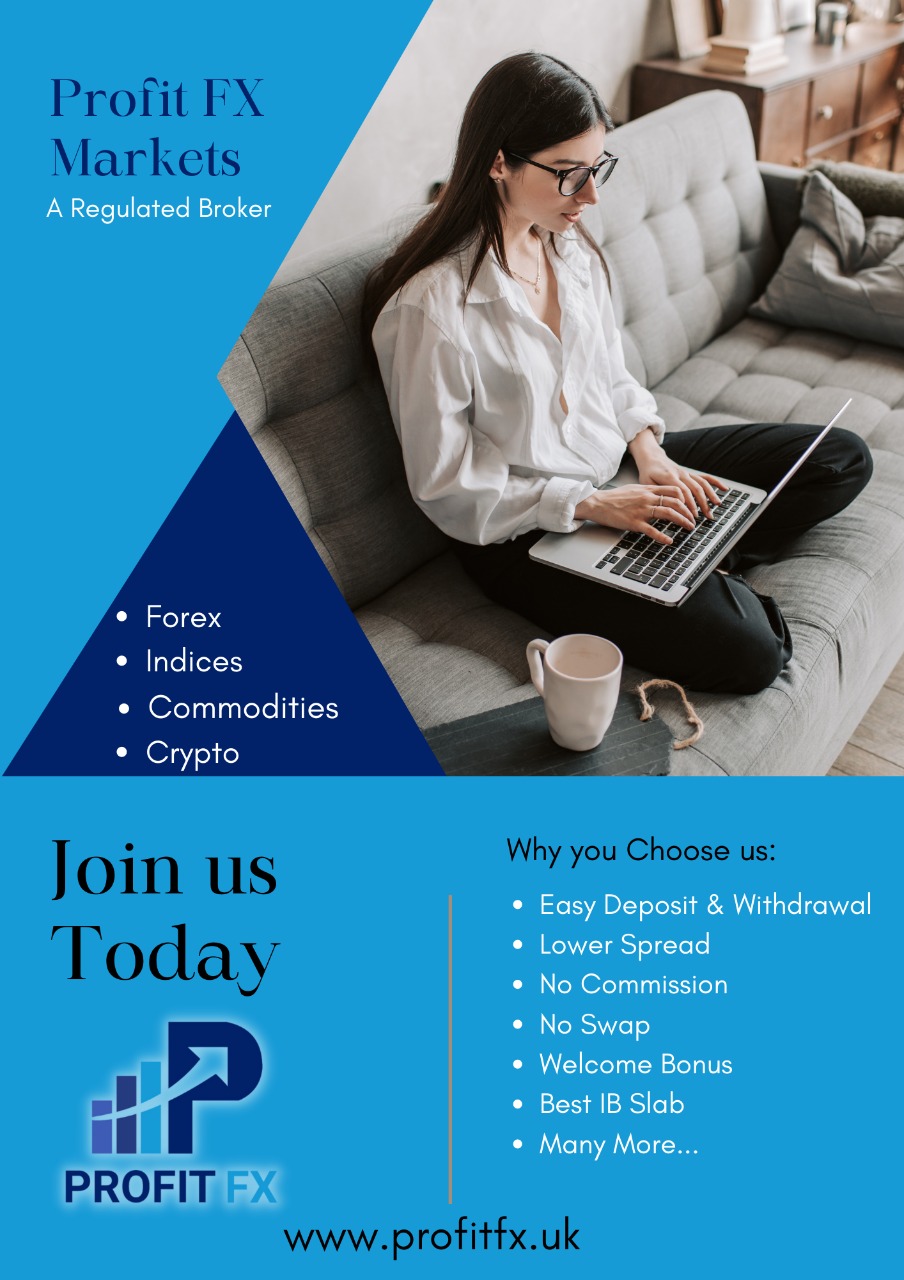 Profit FX
Markets
A Regulated Broker
• Forex
• Indices
• Commodities
• Crypto
Join us
Today
PROFIT FX
Why you Choose us:
• Easy Deposit & Withdrawal
• Lower Spread
• No Commission
• No Swap
• Welcome Bonus
• Best IB Slab
• Many More...
www.profitfx.uk